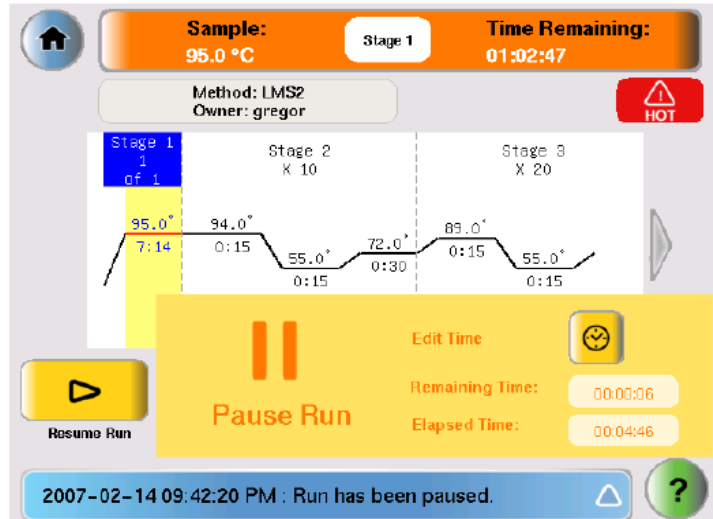 Sample:
95.0 °C
Stage 1
Time Remaining:
01:02:47
Method: LMS2
Owner: gregor
HOT
Stage 1
1
of 1
Stage 2
X 10
Stage 3
X 20
95.0°
7:14
94.0°
0:15
55.0°
0:15
72.0°
0:30
89.0°
0:15
55.0°
0:15
Pause Run
Edit Time
Remaining Time:
00:00:06
Elapsed Time:
00:04:46
Resume Run
2007-02-14 09:42:20 PM : Run has been paused.
?